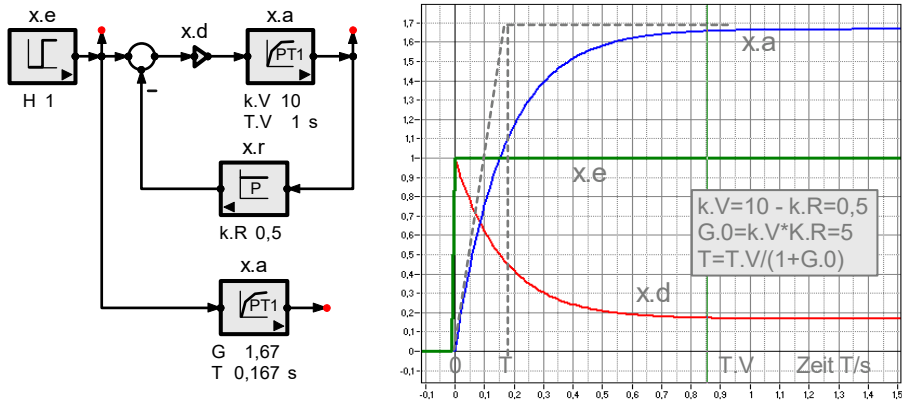 x.e
x.d
x.a
PT1
H 1
k.V 10
T.V 1 s
x.r
P
k.R 0,5
x.a
PT1
G 1,67
T 0,167 s
1,7
1,6
1,5
1,4
1,3
1,2
1,1
1
0,9
0,8
0,7
0,6
0,5
0,4
0,3
0,2
0,1
0
-0,1
x.a
x.e
k.V=10 - k.R=0,5
G.0=k.V*K.R=5
T=T.V/(1+G.0)
x.d
0 T T.V Zeit T/s
-0,1 0 0,1 0,2 0,3 0,4 0,5 0,6 0,7 0,8 0,9 1 1,1 1,2 1,3 1,4 1,5